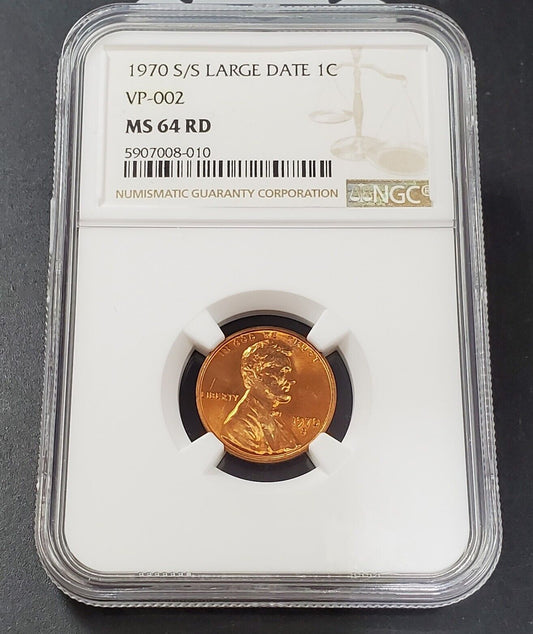 1970 S/S LARGE DATE 1C
VP-002
MS 64 RD
5907008-010
NUMISMATIC GUARANTY CORPORATION
NGC®
IN GOD WE TRUST
LIBERTY
1970
S